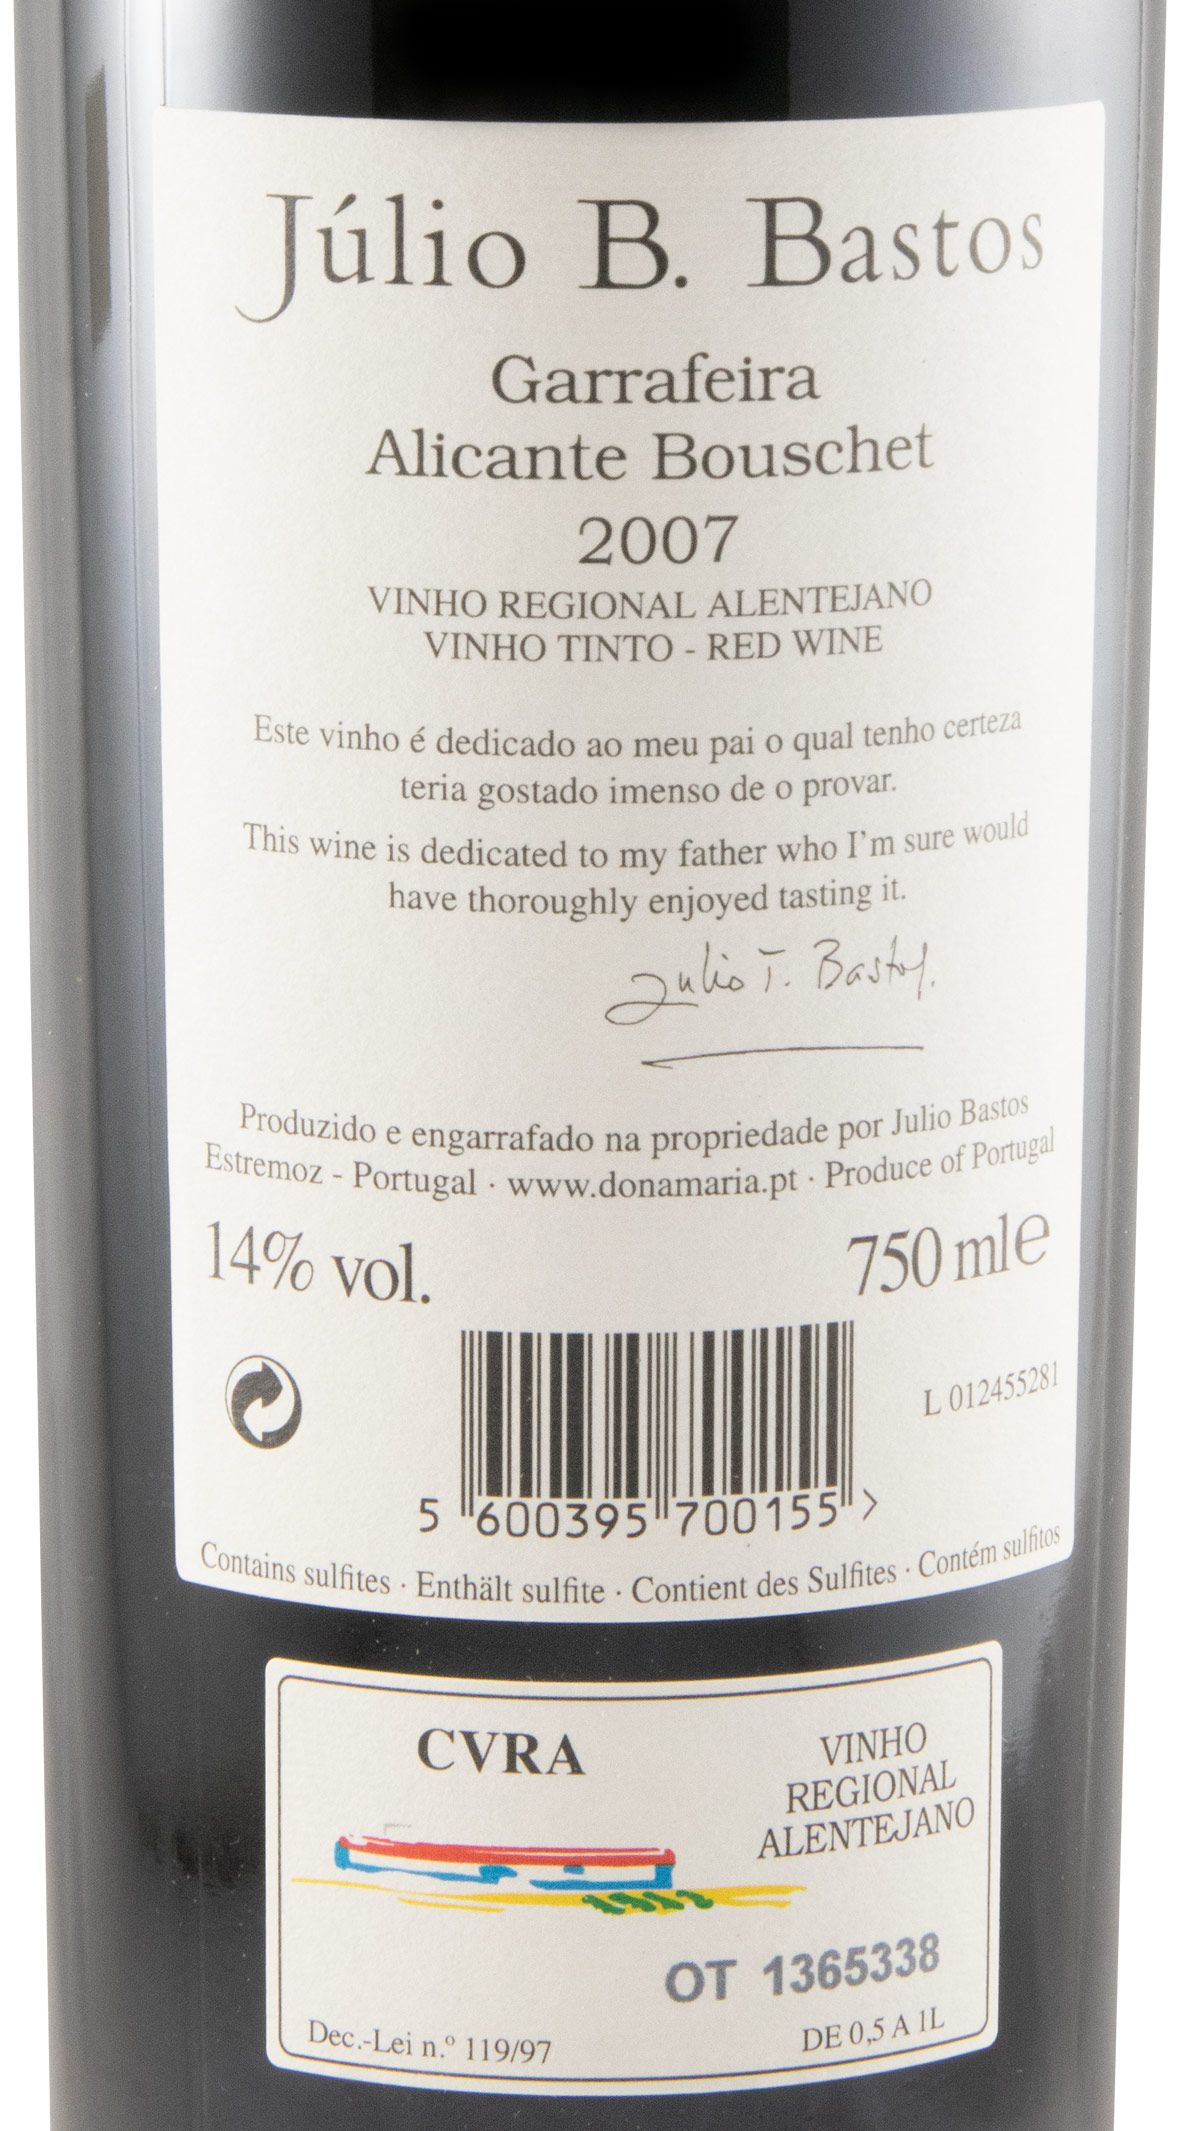 Júlio B. Bastos
Garrafeira
Alicante Bouschet
2007
VINHO REGIONAL ALENTEJANO
VINHO TINTO - RED WINE
Este vinho é dedicado ao meu pai o qual tenho certeza
teria gostado imenso de o provar.
This wine is dedicated to my father who I'm sure would
have thoroughly enjoyed tasting it.
Julio T. Bastos.
Produzido e engarrafado na propriedade por Julio Bastos
Estremoz - Portugal · www.donamaria.pt · Produce of Portugal
14% vol. 750 ml e
L 012455281
5 600395 700155 >
Contains sulfites · Enthält sulfite · Contient des Sulfites · Contém sulfitos
CVRA
VINHO
REGIONAL
ALENTEJANO
OT 1365338
Dec.-Lei n.º 119/97 DE 0,5 A 1L